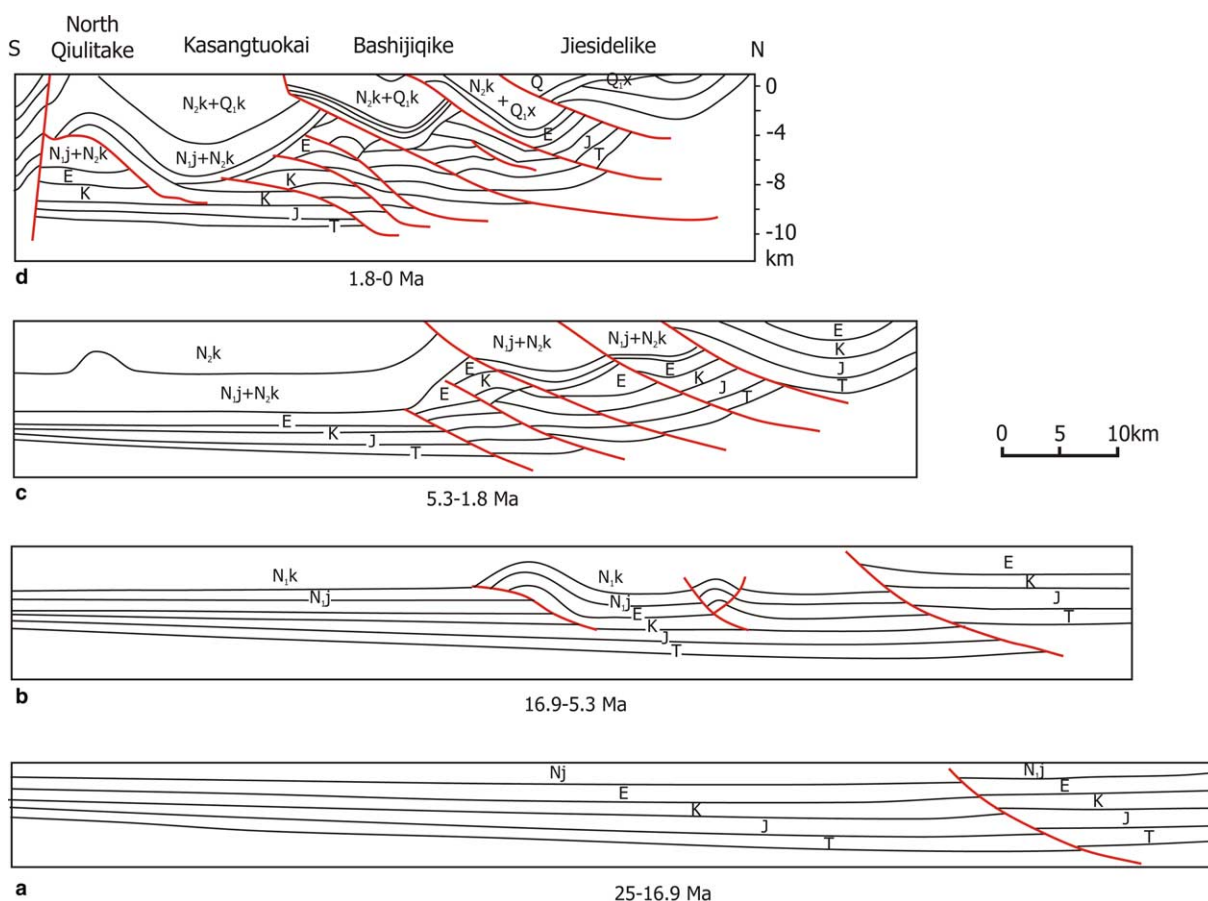 North
S Qiulitake Kasangtuokai Bashijiqike Jiesidelike N
Q Q₁x 0
N₂k+Q₁k N₂k+Q₁k N₂k
+
Q₁x
-4
N₁j+N₂k N₁j+N₂k E E J
T
E K -8
K K
J
T -10
km
d
1.8-0 Ma
N₂k N₁j+N₂k N₁j+N₂k E
K
J
T
N₁j+N₂k E K E E K J T
E
E
K
J
T
0 5 10km
c
5.3-1.8 Ma
N₁k N₁k E
K
N₁j N₁j J
E
K T
J
T
b
16.9-5.3 Ma
Nj N₁j
E E
K K
J J
T T
a
25-16.9 Ma